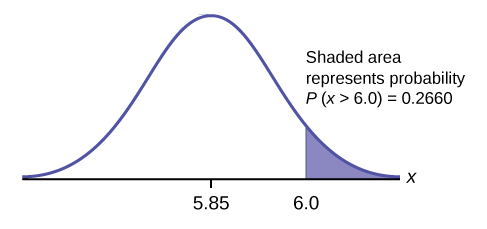 Shaded area
represents probability
P (x > 6.0) = 0.2660
x
5.85
6.0